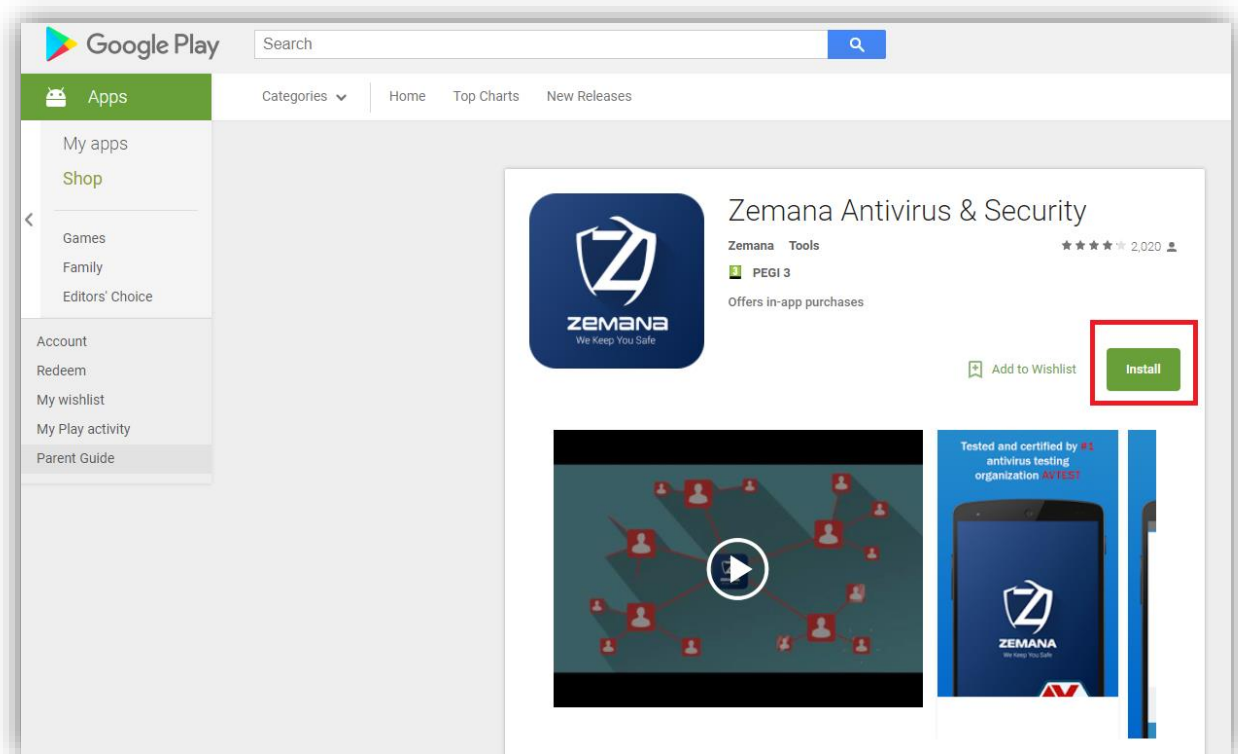 Google Play
Search
Apps
Categories
Home
Top Charts
New Releases
My apps
Shop
Games
Family
Editors' Choice
Account
Redeem
My wishlist
My Play activity
Parent Guide
Zemana Antivirus & Security
Zemana Tools
2,020
3 PEGI 3
Offers in-app purchases
Add to Wishlist
Install
ZEMANA
We Keep You Safe
Tested and certified by #1
antivirus testing
organization AVTEST
ZEMANA
We Keep You Safe
AV